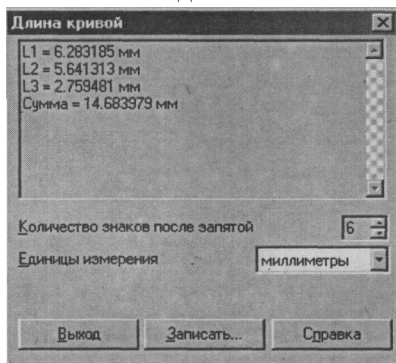 Длина кривой
L1 = 6.283185 мм
L2 = 5.641313 мм
L3 = 2.759481 мм
Сумма = 14.683979 мм
Количество знаков после запятой 6
Единицы измерения миллиметры
Выход Записать... Справка